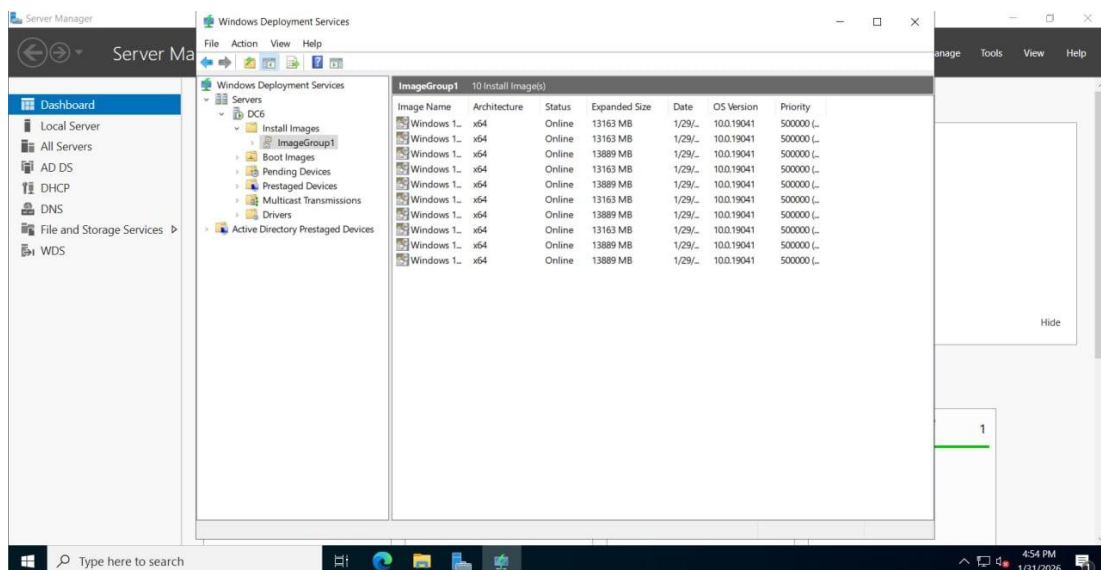 Server Manager
Server Ma
anage Tools View Help
Dashboard
Local Server
All Servers
AD DS
DHCP
DNS
File and Storage Services
WDS
Windows Deployment Services
File Action View Help
Windows Deployment Services
Servers
DC6
Install Images
ImageGroup1
Boot Images
Pending Devices
Prestaged Devices
Multicast Transmissions
Drivers
Active Directory Prestaged Devices
ImageGroup1 10 Install Image(s)
Image Name Architecture Status Expanded Size Date OS Version Priority
Windows 1... x64 Online 13163 MB 1/29/... 10.0.19041 500000 (...
Windows 1... x64 Online 13163 MB 1/29/... 10.0.19041 500000 (...
Windows 1... x64 Online 13889 MB 1/29/... 10.0.19041 500000 (...
Windows 1... x64 Online 13163 MB 1/29/... 10.0.19041 500000 (...
Windows 1... x64 Online 13889 MB 1/29/... 10.0.19041 500000 (...
Windows 1... x64 Online 13163 MB 1/29/... 10.0.19041 500000 (...
Windows 1... x64 Online 13889 MB 1/29/... 10.0.19041 500000 (...
Windows 1... x64 Online 13163 MB 1/29/... 10.0.19041 500000 (...
Windows 1... x64 Online 13889 MB 1/29/... 10.0.19041 500000 (...
Windows 1... x64 Online 13889 MB 1/29/... 10.0.19041 500000 (...
Hide
1
Type here to search
4:54 PM
1/31/2026